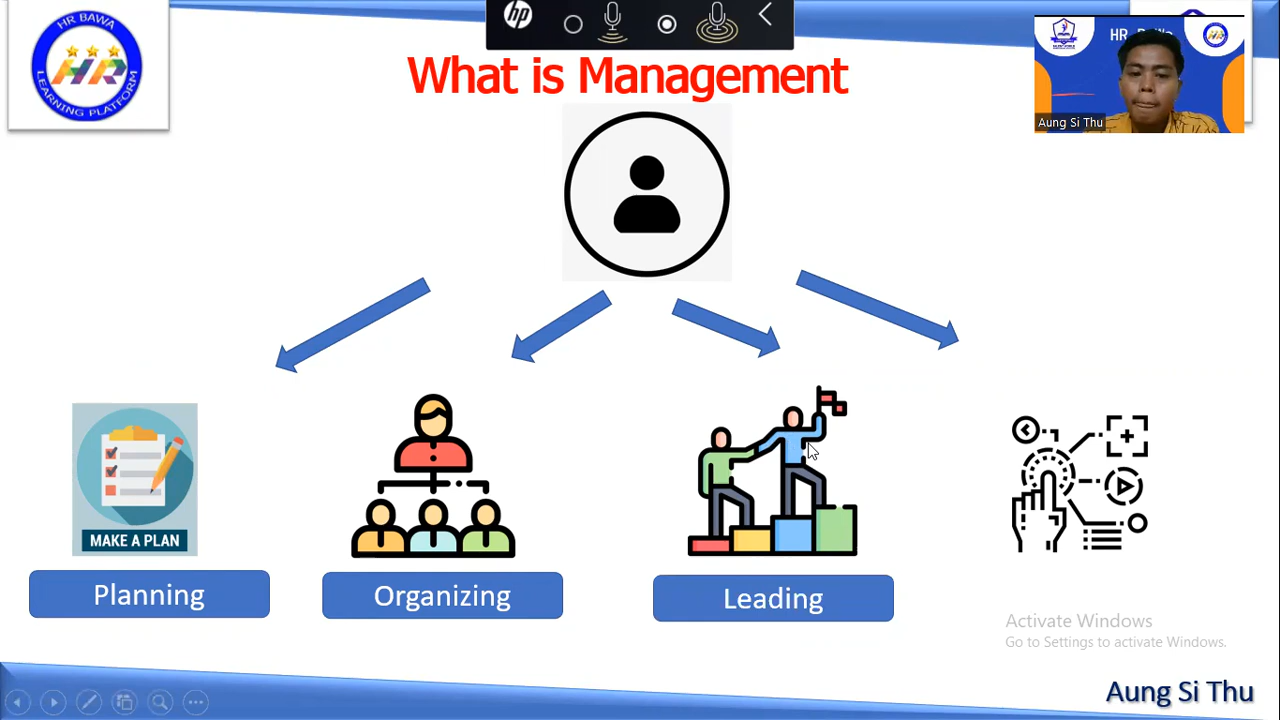 HR BAWA
HR
LEARNING PLATFORM
hp
What is Management
Aung Si Thu
MAKE A PLAN
Planning
Organizing
Leading
Activate Windows
Go to Settings to activate Windows.
Aung Si Thu